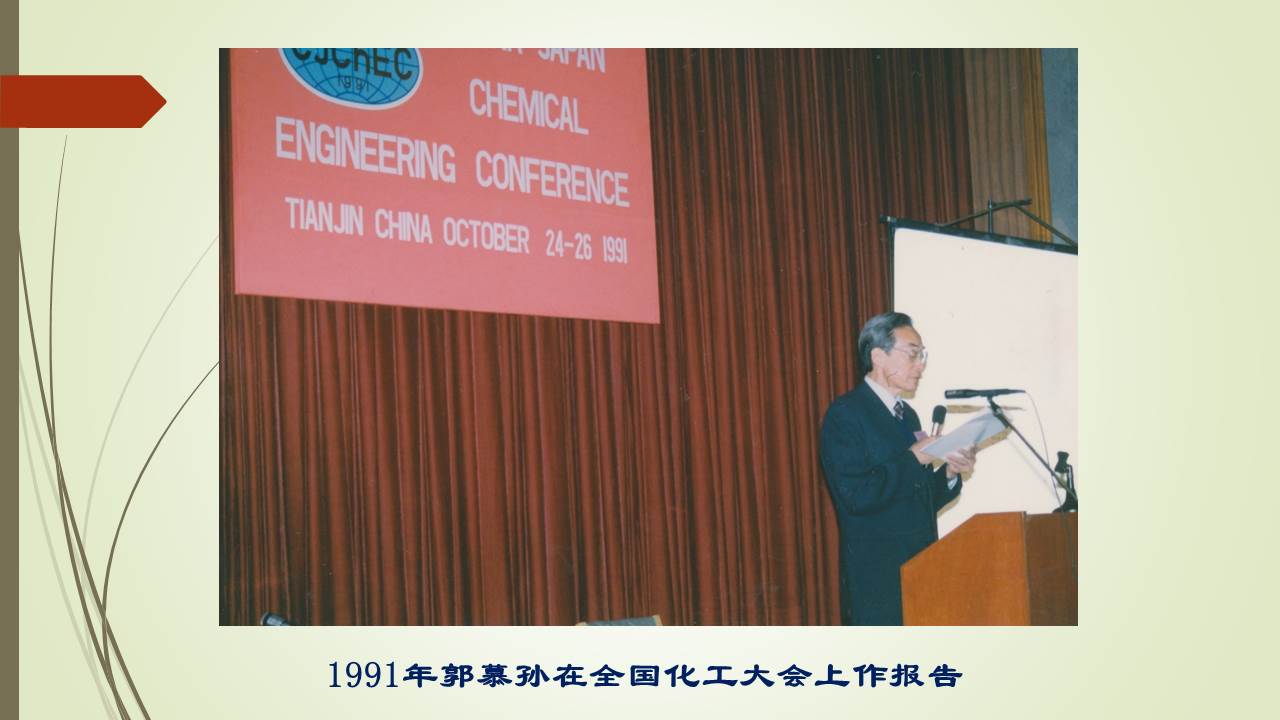 CJChEC
1991
JAPAN
CHEMICAL
ENGINEERING CONFERENCE
TIANJIN CHINA OCTOBER 24-26 1991
1991年郭慕孙在全国化工大会上作报告